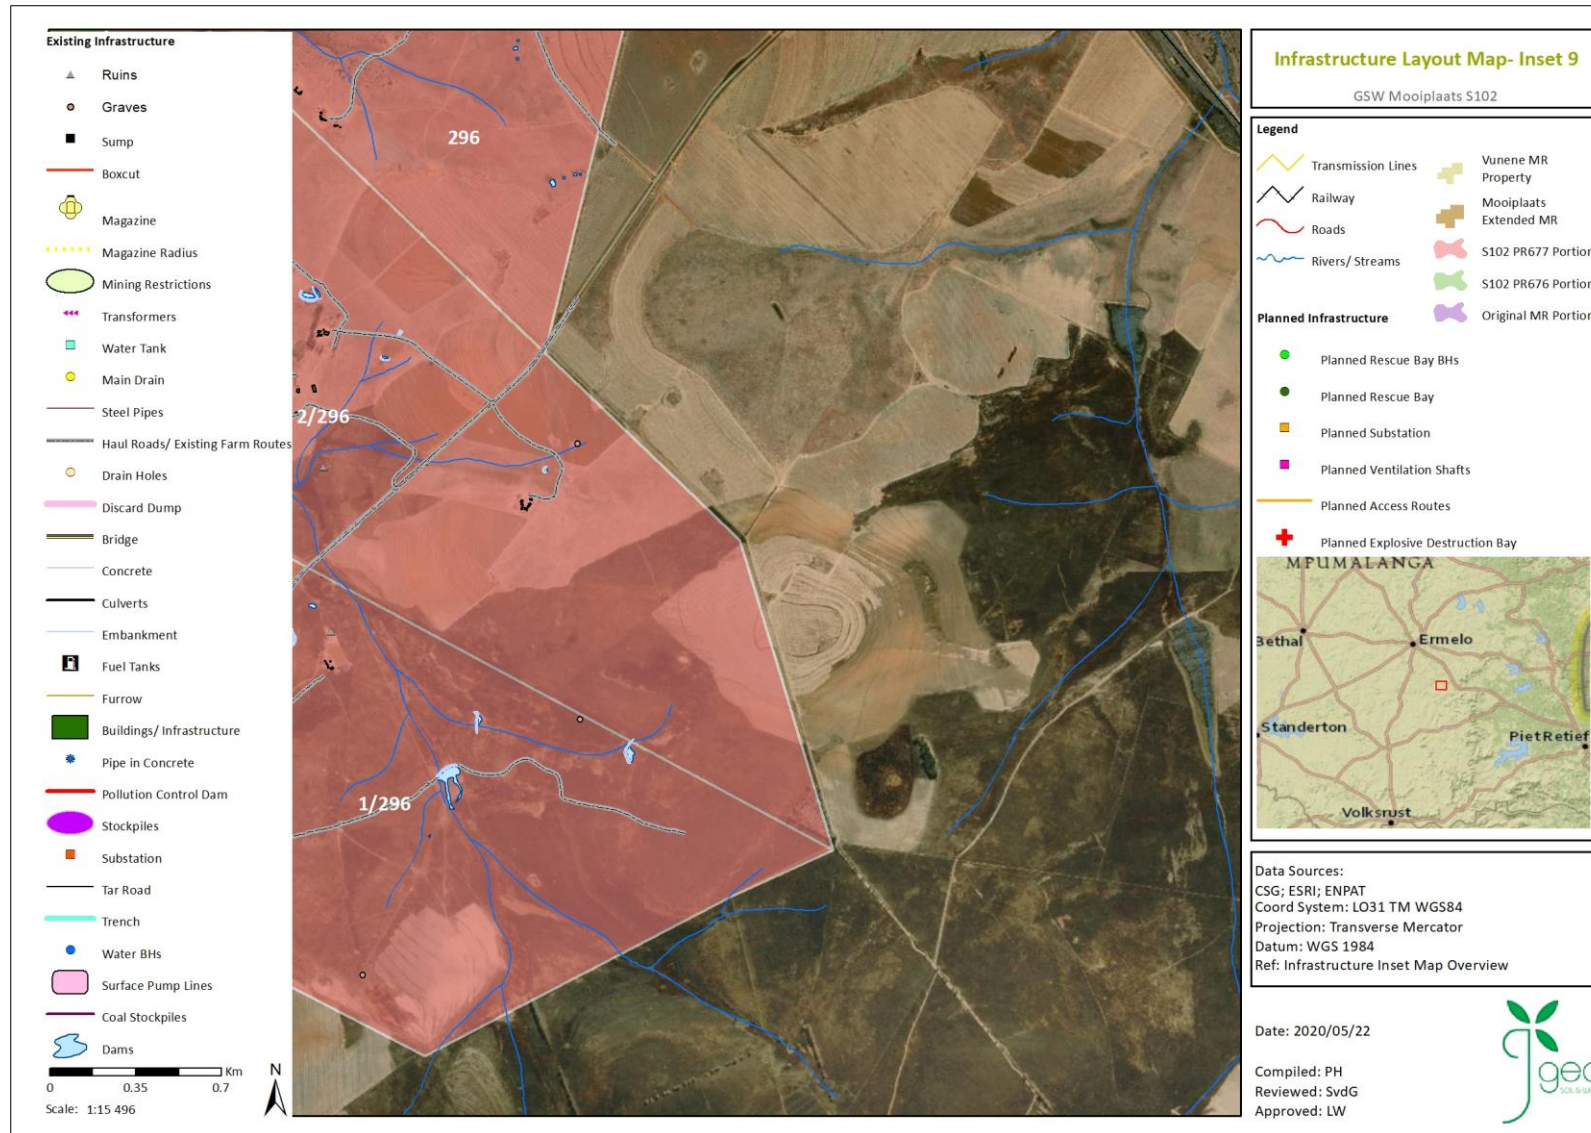 Existing Infrastructure
Ruins
Graves
Sump
Boxcut
Magazine
Magazine Radius
Mining Restrictions
Transformers
Water Tank
Main Drain
Steel Pipes
Haul Roads/ Existing Farm Routes
Drain Holes
Discard Dump
Bridge
Concrete
Culverts
Embankment
Fuel Tanks
Furrow
Buildings/ Infrastructure
Pipe in Concrete
Pollution Control Dam
Stockpiles
Substation
Tar Road
Trench
Water BHs
Surface Pump Lines
Coal Stockpiles
Dams
Km
0 0.35 0.7
Scale: 1:15 496
N
296
2/296
1/296
Infrastructure Layout Map- Inset 9
GSW Mooiplaats S102
Legend
Transmission Lines
Railway
Roads
Rivers/ Streams
Vunene MR
Property
Mooiplaats
Extended MR
S102 PR677 Portion
S102 PR676 Portion
Original MR Portion
Planned Infrastructure
Planned Rescue Bay BHs
Planned Rescue Bay
Planned Substation
Planned Ventilation Shafts
Planned Access Routes
Planned Explosive Destruction Bay
MPUMALANGA
Bethal
Ermelo
Standerton
Piet Retief
Volksrust
Data Sources:
CSG; ESRI; ENPAT
Coord System: LO31 TM WGS84
Projection: Transverse Mercator
Datum: WGS 1984
Ref: Infrastructure Inset Map Overview
Date: 2020/05/22
Compiled: PH
Reviewed: SvdG
Approved: LW
geo